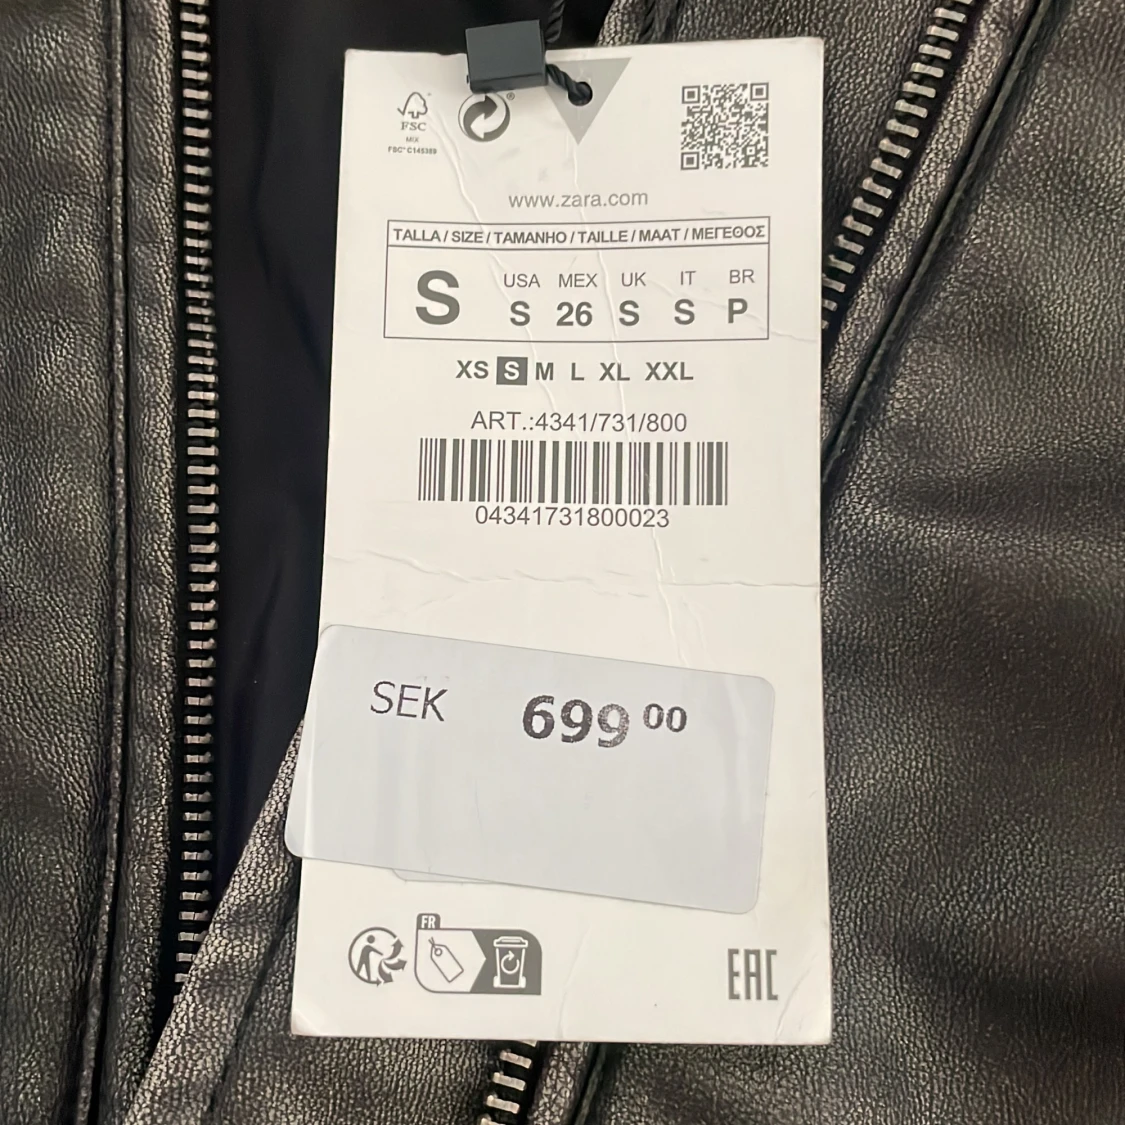 FSC
MIX
FSC® C145389
®
www.zara.com
TALLA / SIZE / TAMANHO / TAILLE / MAAT / ΜΕΓΕΘΟΣ
S
USA MEX UK IT BR
S 26 S S P
XS S M L XL XXL
ART.:4341/731/800
04341731800023
SEK 699 00
FR
EAC